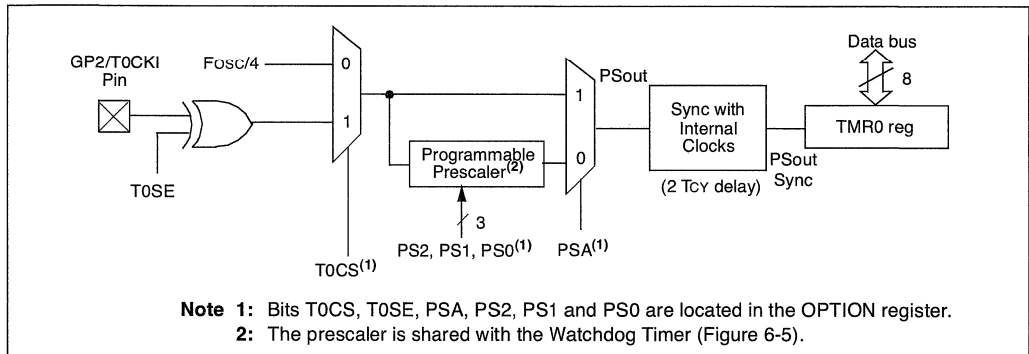 Data bus
GP2/T0CKI
Pin
FOSC/4
0
1
T0SE
T0CS(1)
Programmable
Prescaler(2)
3
PS2, PS1, PS0(1)
1
0
PSA(1)
PSout
Sync with
Internal
Clocks
(2 TCY delay)
PSout
Sync
8
TMR0 reg
Note 1: Bits T0CS, T0SE, PSA, PS2, PS1 and PS0 are located in the OPTION register.
2: The prescaler is shared with the Watchdog Timer (Figure 6-5).